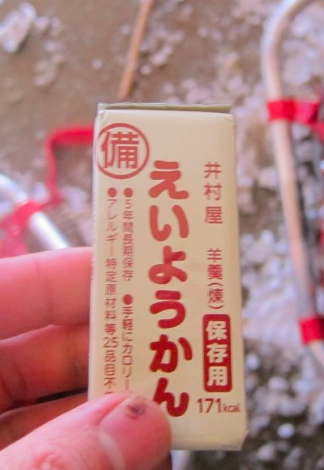 備
井村屋 羊羹(煉) 保存用
えいようかん
171kcal
●5年間長期保存 ●手軽にカロリー
●アレルギー特定原材料等25品目不